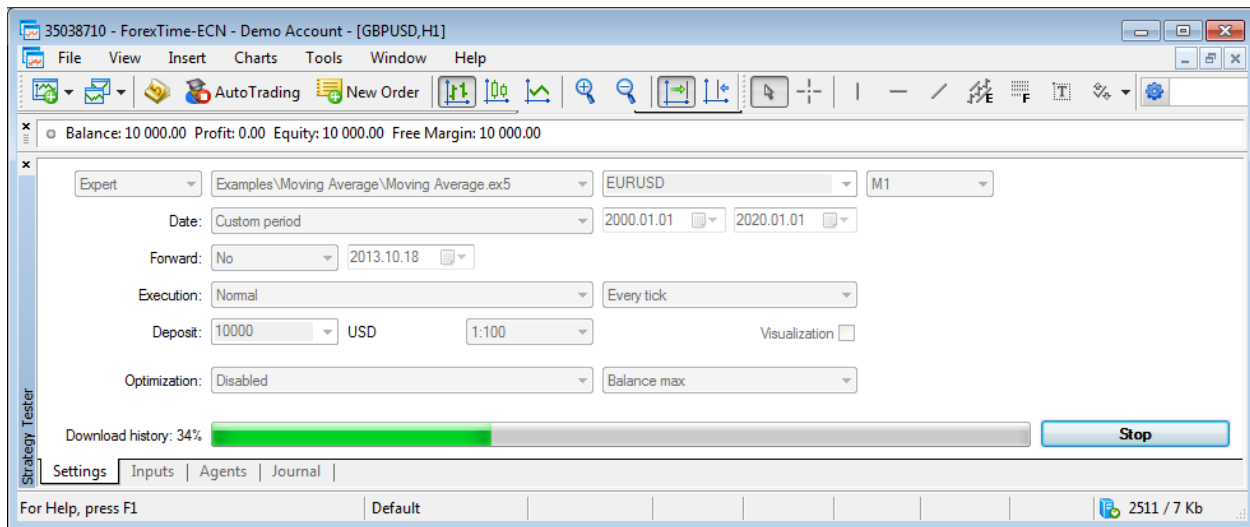 35038710 - ForexTime-ECN - Demo Account - [GBPUSD,H1]
File View Insert Charts Tools Window Help
AutoTrading New Order E F T
Balance: 10 000.00 Profit: 0.00 Equity: 10 000.00 Free Margin: 10 000.00
Expert Examples\Moving Average\Moving Average.ex5 EURUSD M1
Date: Custom period 2000.01.01 2020.01.01
Forward: No 2013.10.18
Execution: Normal Every tick
Deposit: 10000 USD 1:100 Visualization
Optimization: Disabled Balance max
Download history: 34% Stop
Strategy Tester
Settings Inputs Agents Journal
For Help, press F1 Default 2511 / 7 Kb